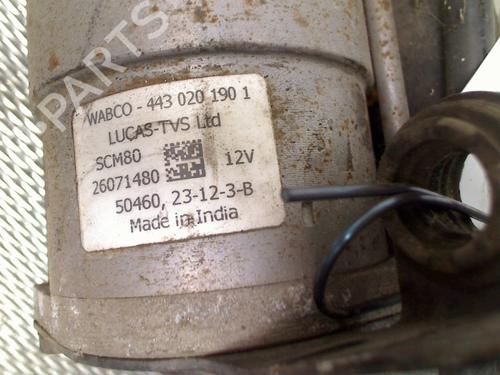 B-PARTS
WABCO - 443 020 190 1
LUCAS-TVS Ltd
SCM80
12V
26071480
50460, 23-12-3-B
Made in India